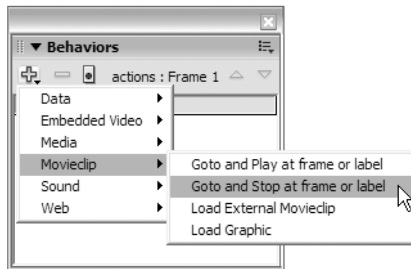 Behaviors
actions : Frame 1
Data
Embedded Video
Media
Movieclip
Sound
Web
Goto and Play at frame or label
Goto and Stop at frame or label
Load External Movieclip
Load Graphic